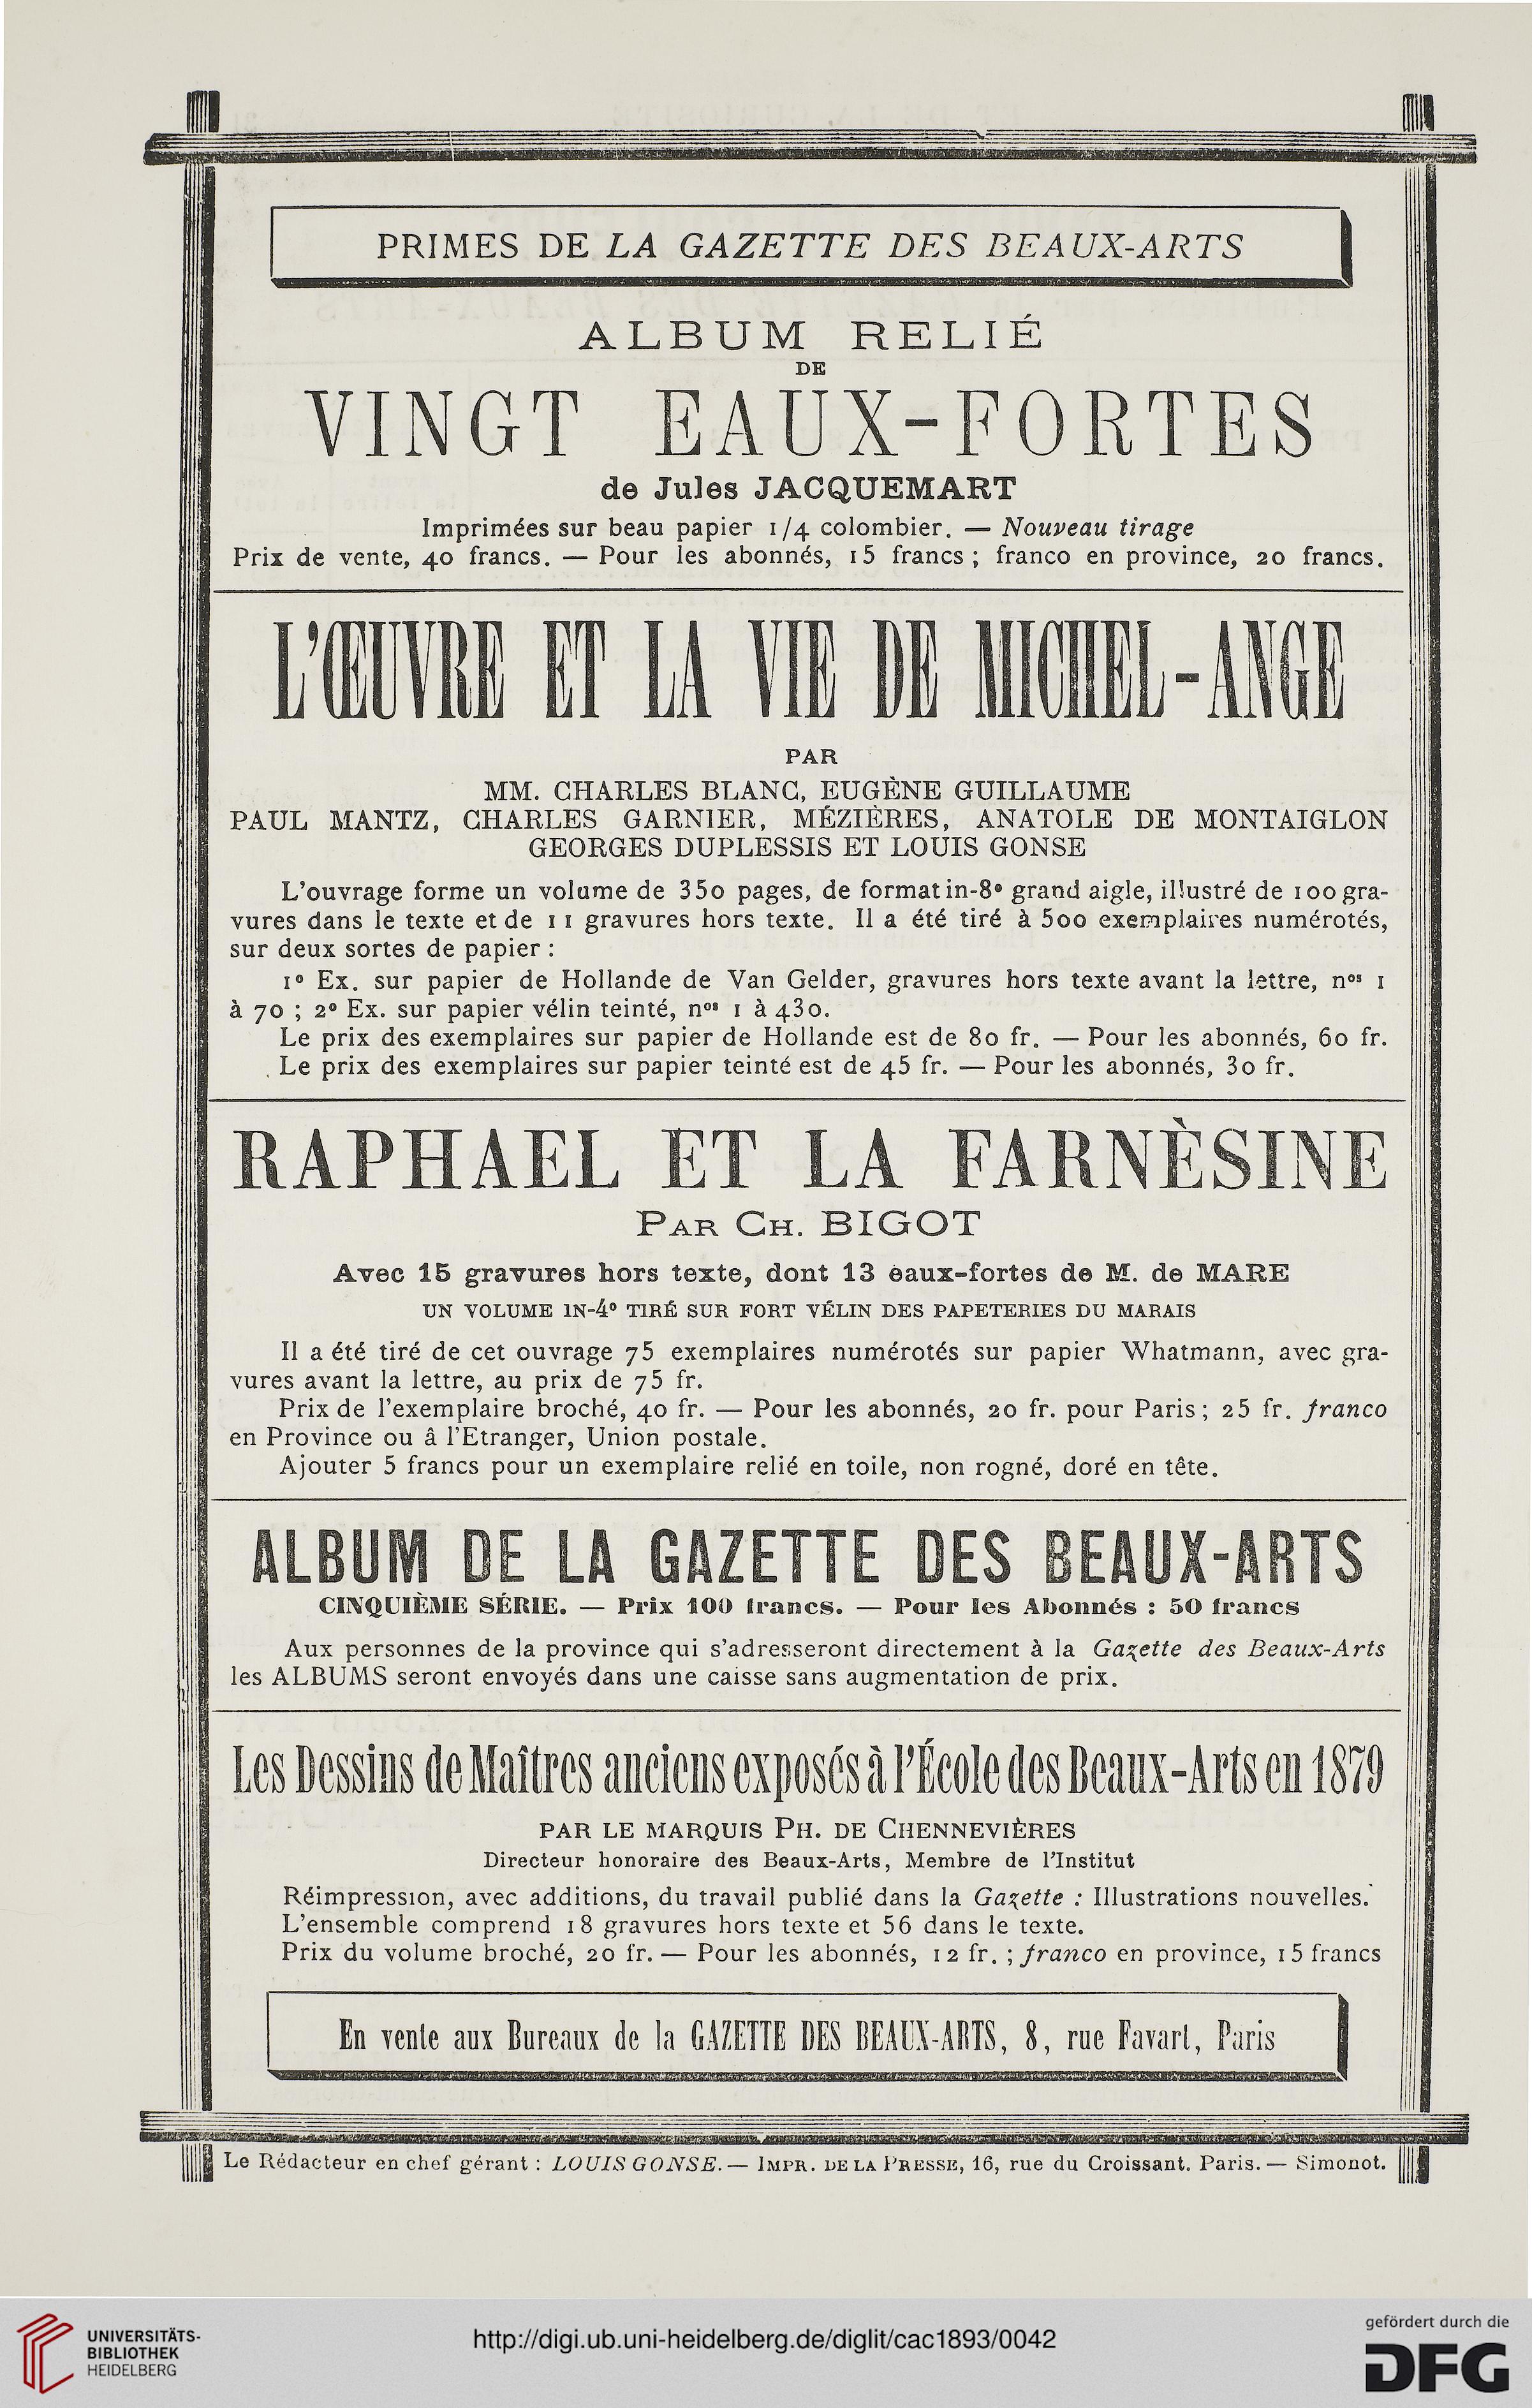 PRIMES DE LA GAZETTE DES BEAUX-ARTS
ALBUM RELIÉ
DE
VINGT EAUX-FORTES
de Jules JACQUEMART
Imprimées sur beau papier 1/4 colombier. — Nouveau tirage
Prix de vente, 40 francs. — Pour les abonnés, 15 francs ; franco en province, 20 francs.
L'ŒUVRE ET LA VIE DE MICHEL-ANGE
PAR
MM. CHARLES BLANC, EUGÈNE GUILLAUME
PAUL MANTZ, CHARLES GARNIER, MÉZIÈRES, ANATOLE DE MONTAIGLON
GEORGES DUPLESSIS ET LOUIS GONSE
L'ouvrage forme un volume de 350 pages, de format in-8° grand aigle, illustré de 100 gra-
vures dans le texte et de 11 gravures hors texte. Il a été tiré à 500 exemplaires numérotés,
sur deux sortes de papier :
1° Ex. sur papier de Hollande de Van Gelder, gravures hors texte avant la lettre, nos 1
à 70 ; 2° Ex. sur papier vélin teinté, nos 1 à 430.
Le prix des exemplaires sur papier de Hollande est de 80 fr. — Pour les abonnés, 60 fr.
Le prix des exemplaires sur papier teinté est de 45 fr. — Pour les abonnés, 30 fr.
RAPHAEL ET LA FARNÈSINE
PAR CH. BIGOT
Avec 15 gravures hors texte, dont 13 eaux-fortes de M. de MARE
UN VOLUME IN-4° TIRÉ SUR FORT VÉLIN DES PAPETERIES DU MARAIS
Il a été tiré de cet ouvrage 75 exemplaires numérotés sur papier Whatmann, avec gra-
vures avant la lettre, au prix de 75 fr.
Prix de l'exemplaire broché, 40 fr. — Pour les abonnés, 20 fr. pour Paris ; 25 fr. franco
en Province ou â l'Etranger, Union postale.
Ajouter 5 francs pour un exemplaire relié en toile, non rogné, doré en tête.
ALBUM DE LA GAZETTE DES BEAUX-ARTS
CINQUIÈME SÉRIE. — Prix 100 francs. — Pour les Abonnés : 50 francs
Aux personnes de la province qui s'adresseront directement à la Gazette des Beaux-Arts
les ALBUMS seront envoyés dans une caisse sans augmentation de prix.
Les Dessins de Maîtres anciens exposés à l'École des Beaux-Arts en 1879
PAR LE MARQUIS PH. DE CHENNEVIÈRES
Directeur honoraire des Beaux-Arts, Membre de l'Institut
Réimpression, avec additions, du travail publié dans la Gazette : Illustrations nouvelles.
L'ensemble comprend 18 gravures hors texte et 56 dans le texte.
Prix du volume broché, 20 fr. — Pour les abonnés, 12 fr. ; franco en province, 15 francs
En vente aux Bureaux de la GAZETTE DES BEAUX-ARTS, 8, rue Favart, Paris
Le Rédacteur en chef gérant : LOUIS GONSE. — IMPR. DE LA PRESSE, 16, rue du Croissant. Paris. — Simonot.
UNIVERSITÄTS-
BIBLIOTHEK
HEIDELBERG
http://digi.ub.uni-heidelberg.de/diglit/cac1893/0042
gefördert durch die
DFG